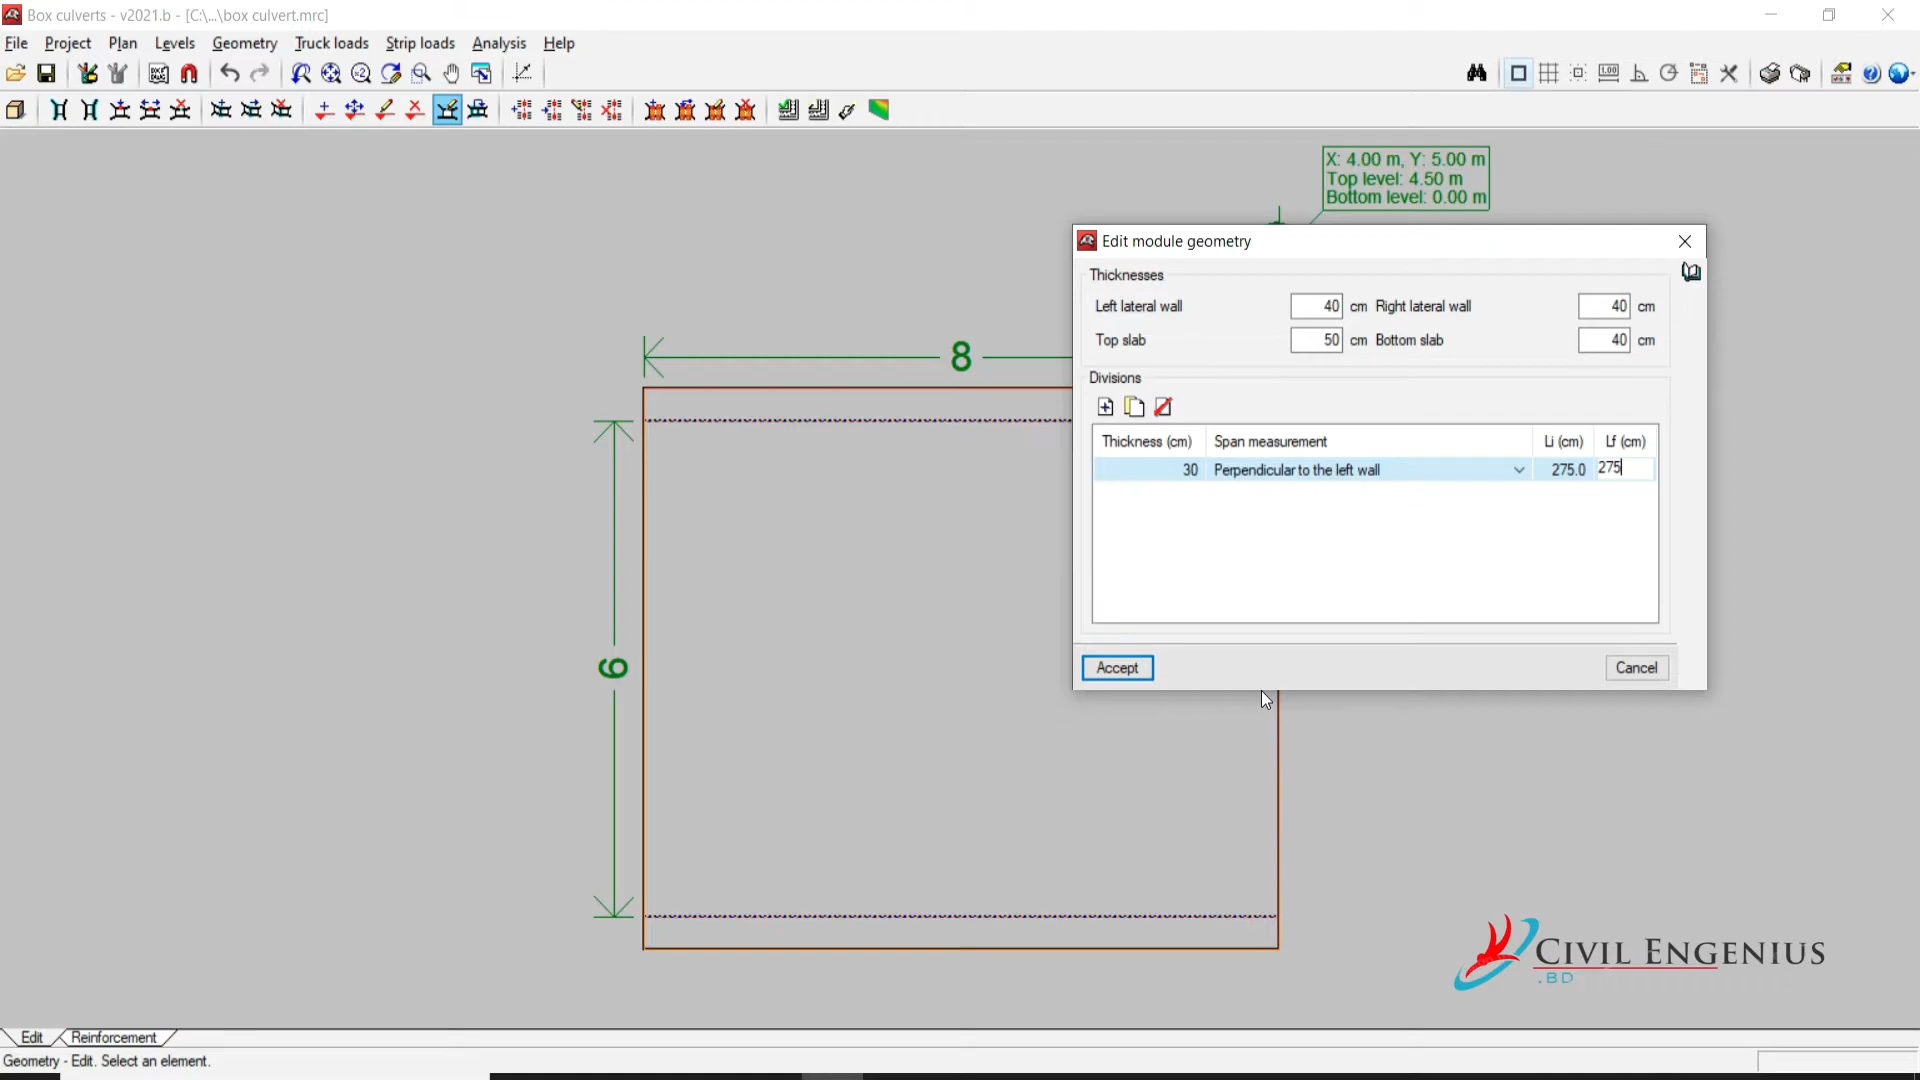 Box culverts - v2021.b - [C:\...\box culvert.mrc]
File Project Plan Levels Geometry Truck loads Strip loads Analysis Help
X: 4.00 m, Y: 5.00 m
Top level: 4.50 m
Bottom level: 0.00 m
Edit module geometry
Thicknesses
Left lateral wall 40 cm Right lateral wall 40 cm
Top slab 50 cm Bottom slab 40 cm
Divisions
Thickness (cm) Span measurement Li (cm) Lf (cm)
30 Perpendicular to the left wall 275.0 275
Accept Cancel
8
6
CIVIL ENGENIUS
.BD
Edit Reinforcement
Geometry - Edit. Select an element.